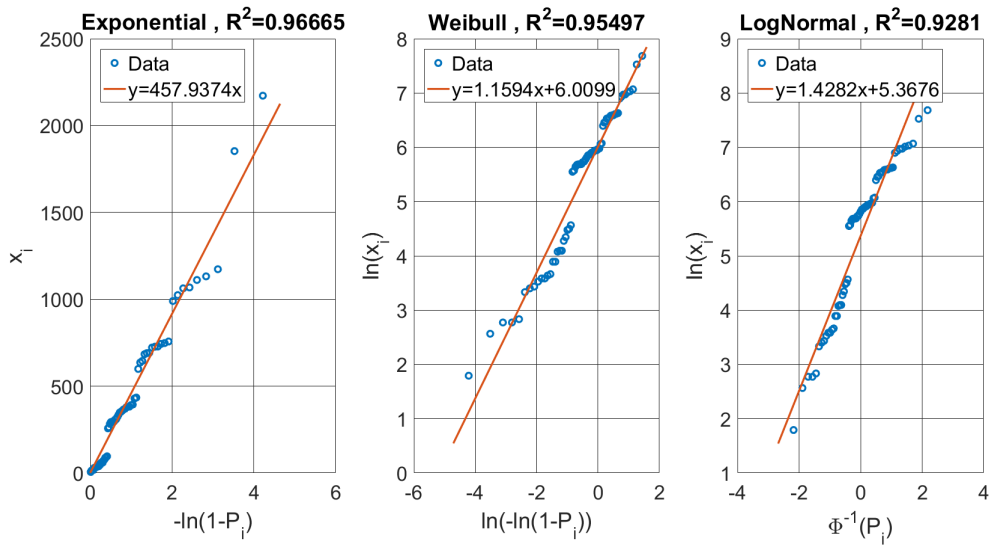 Exponential , R²=0.96665
2500
2000
1500
1000
500
0
x_i
Data
y=457.9374x
0 2 4 6
-ln(1-P_i)
Weibull , R²=0.95497
8
7
6
5
4
3
2
1
0
ln(x_i)
Data
y=1.1594x+6.0099
-6 -4 -2 0 2
ln(-ln(1-P_i))
LogNormal , R²=0.9281
9
8
7
6
5
4
3
2
1
ln(x_i)
Data
y=1.4282x+5.3676
-4 -2 0 2 4
Φ⁻¹(P_i)